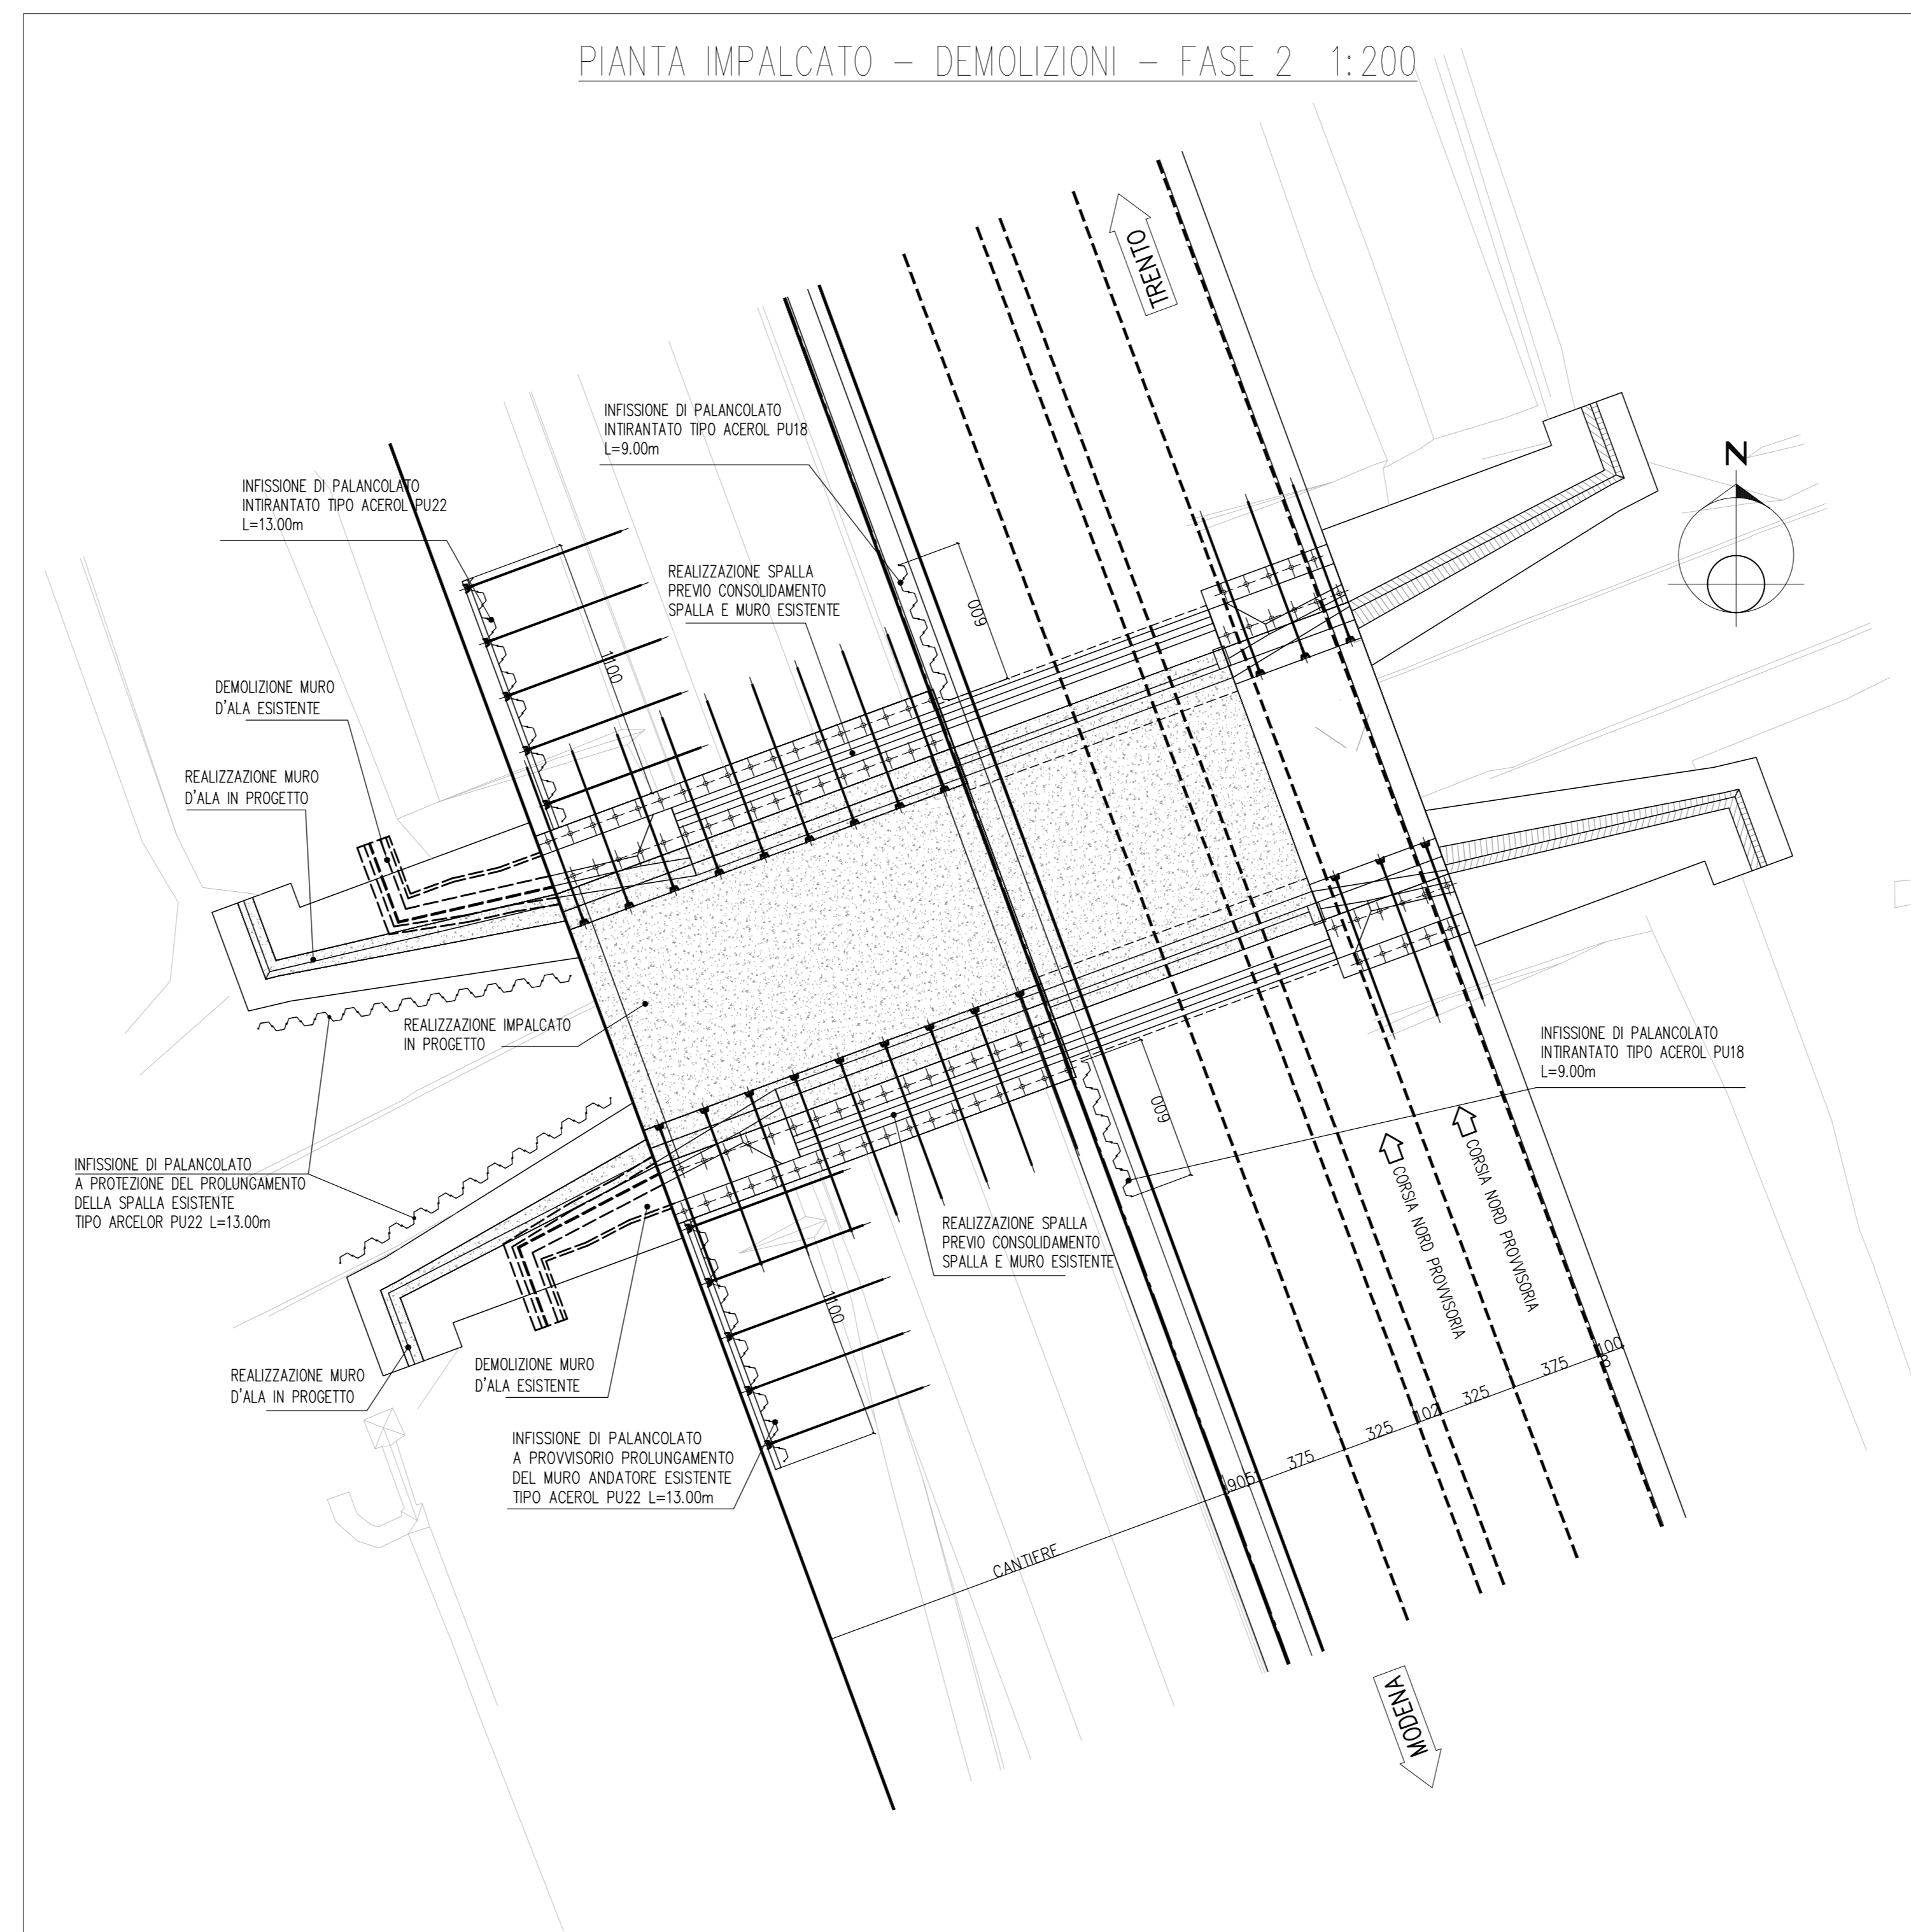 PIANTA IMPALCATO – DEMOLIZIONI – FASE 2 1:200
TRENTO
INFISSIONE DI PALANCOLATO
INTIRANTATO TIPO ACEROL PU18
L=9.00m
N
INFISSIONE DI PALANCOLATO
INTIRANTATO TIPO ACEROL PU22
L=13.00m
REALIZZAZIONE SPALLA
PREVIO CONSOLIDAMENTO
SPALLA E MURO ESISTENTE
600
1100
DEMOLIZIONE MURO
D'ALA ESISTENTE
REALIZZAZIONE MURO
D'ALA IN PROGETTO
REALIZZAZIONE IMPALCATO
IN PROGETTO
INFISSIONE DI PALANCOLATO
INTIRANTATO TIPO ACEROL PU18
L=9.00m
600
INFISSIONE DI PALANCOLATO
A PROTEZIONE DEL PROLUNGAMENTO
DELLA SPALLA ESISTENTE
TIPO ARCELOR PU22 L=13.00m
CORSIA NORD PROVVISORIA
CORSIA NORD PROVVISORIA
REALIZZAZIONE SPALLA
PREVIO CONSOLIDAMENTO
SPALLA E MURO ESISTENTE
1100
REALIZZAZIONE MURO
D'ALA IN PROGETTO
DEMOLIZIONE MURO
D'ALA ESISTENTE
INFISSIONE DI PALANCOLATO
A PROVVISORIO PROLUNGAMENTO
DEL MURO ANDATORE ESISTENTE
TIPO ACEROL PU22 L=13.00m
CANTIERE
375
325
102
325
375
100
MODENA